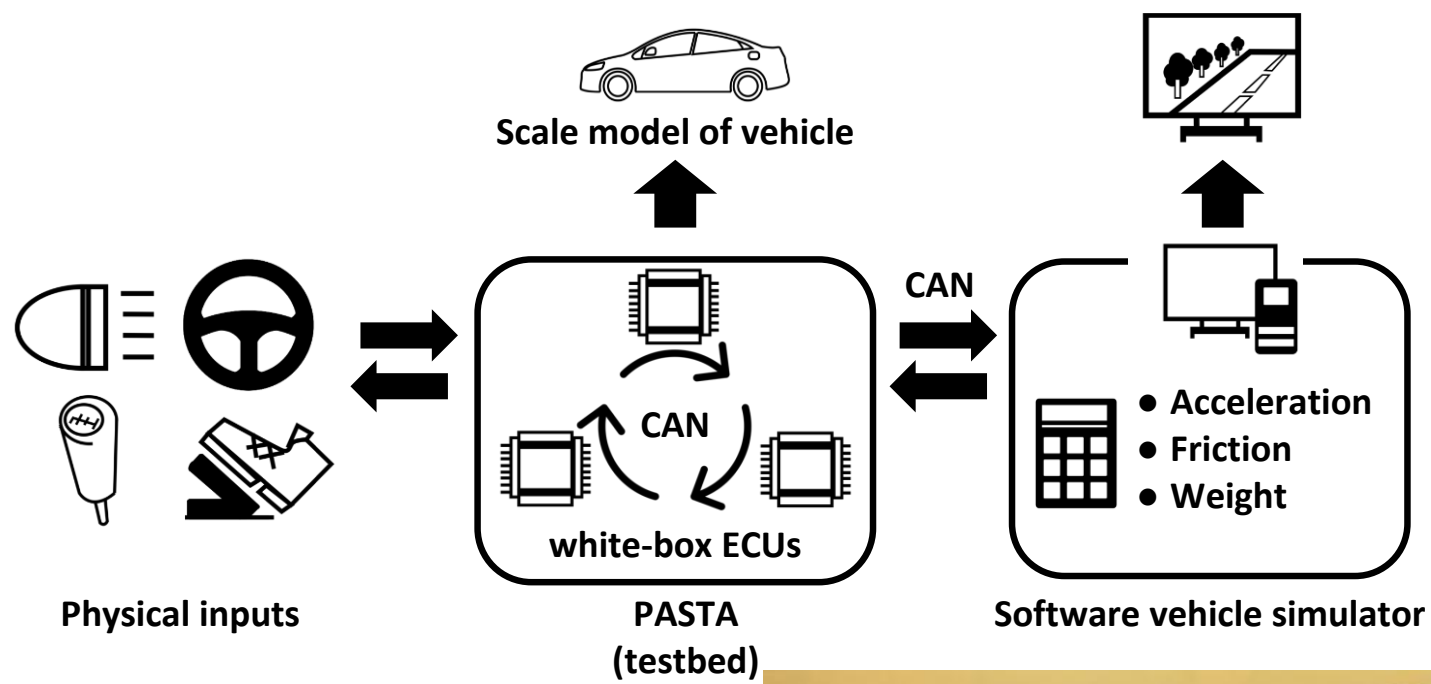 Scale model of vehicle
CAN
CAN
● Acceleration
● Friction
● Weight
white-box ECUs
Physical inputs
PASTA
(testbed)
Software vehicle simulator